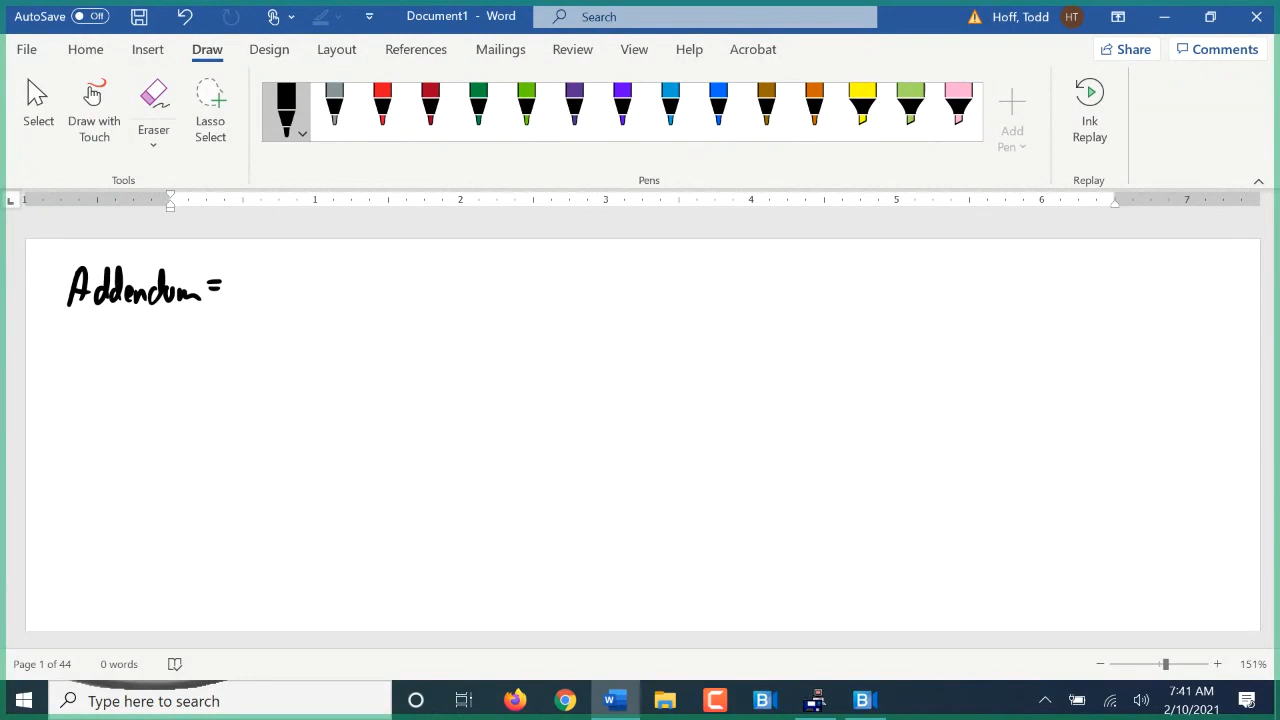 AutoSave Off Document1 - Word Search Hoff, Todd HT
File Home Insert Draw Design Layout References Mailings Review View Help Acrobat Share Comments
Select Draw with Touch Eraser Lasso Select Add Pen Ink Replay
Tools Pens Replay
1 1 2 3 4 5 6 7
Addendum =
Page 1 of 44 0 words 151%
Type here to search 7:41 AM
2/10/2021